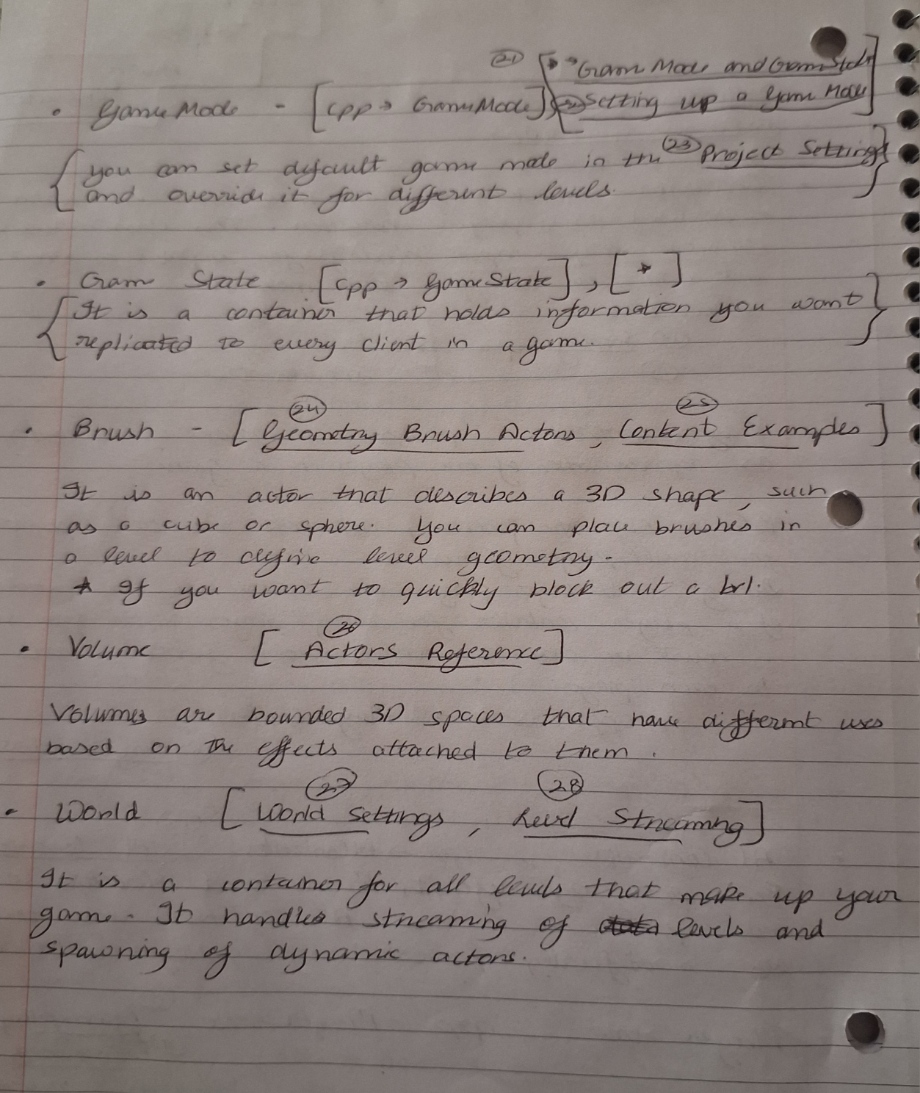 (21) [* "Game Mode and Game State
• Game Mode - [cpp → GameMode] (22) Setting up a Game Mode]
{ you can set default game mode in the (23) Project Settings
and override it for different levels. }
• Game State [cpp → gameState], [*]
{ It is a container that holds information you want
replicated to every client in a game. }
(24) (25)
• Brush - [Geometry Brush Actors, Content Examples]
It is an actor that describes a 3D shape, such
as a cube or sphere. You can place brushes in
a level to define level geometry.
* If you want to quickly block out a lvl.
(26)
• Volume [Actors Reference]
Volumes are bounded 3D spaces that have different uses
based on the effects attached to them.
(27) (28)
• World [World Settings, Level Streaming]
It is a container for all levels that make up your
game. It handles streaming of levels and
spawning of dynamic actors.